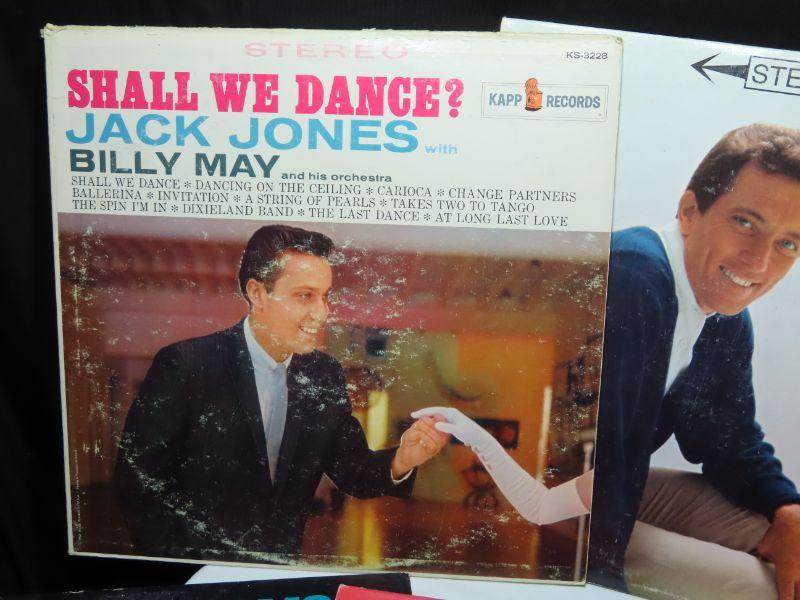 STEREO
KS-3228
SHALL WE DANCE?
KAPP RECORDS
JACK JONES with
BILLY MAY and his orchestra
SHALL WE DANCE * DANCING ON THE CEILING * CARIOCA * CHANGE PARTNERS
BALLERINA * INVITATION * A STRING OF PEARLS * TAKES TWO TO TANGO
THE SPIN I'M IN * DIXIELAND BAND * THE LAST DANCE * AT LONG LAST LOVE
STE